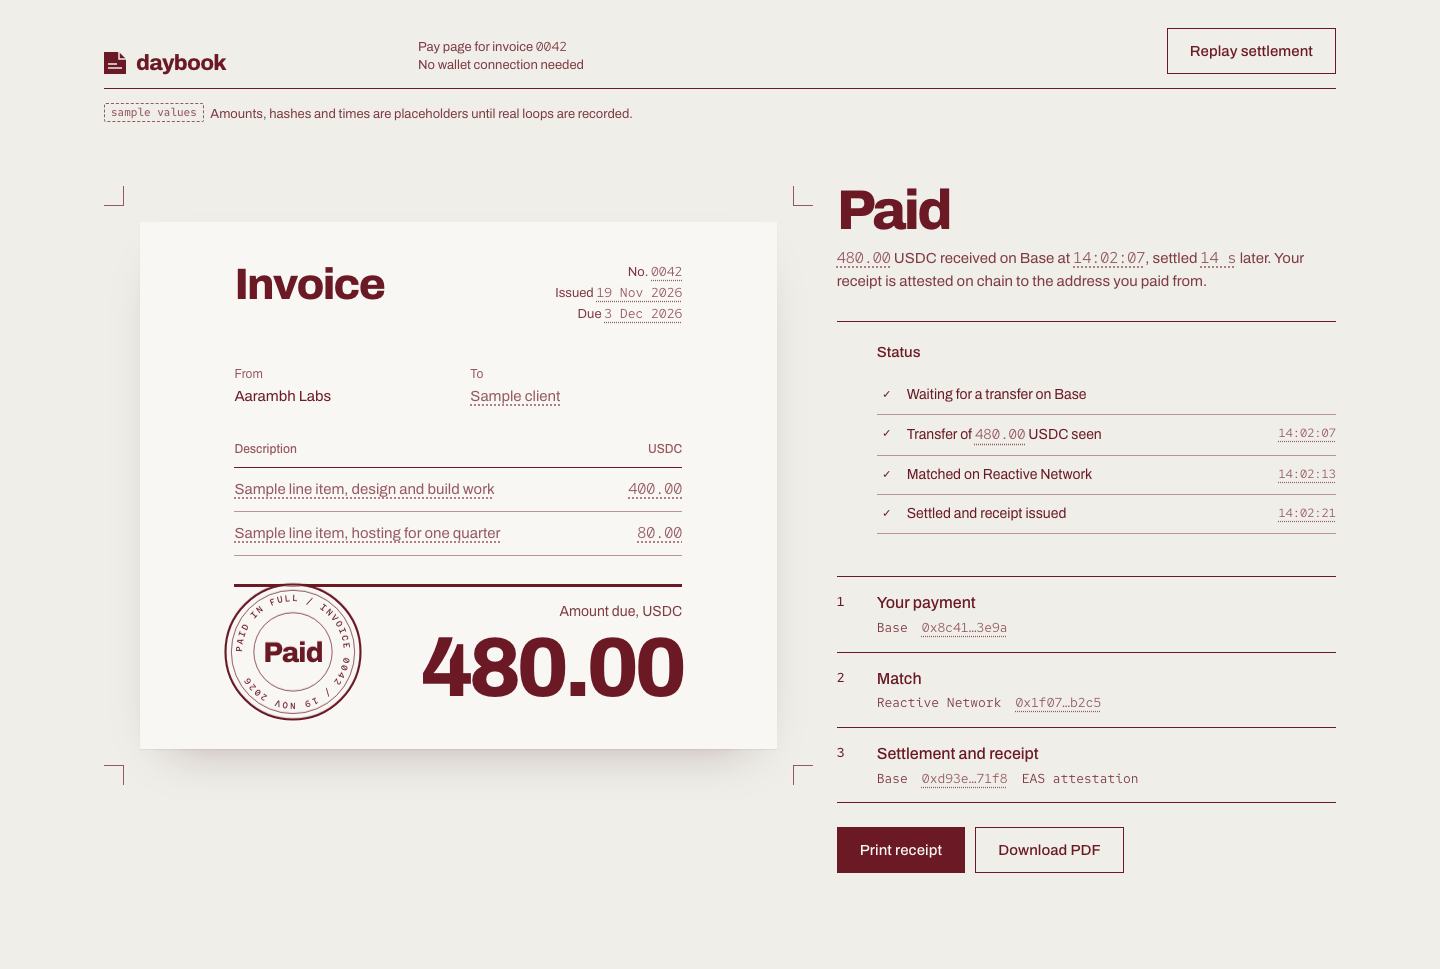 daybook
Pay page for invoice 0042
No wallet connection needed
Replay settlement
sample values Amounts, hashes and times are placeholders until real loops are recorded.
Invoice
No. 0042
Issued 19 Nov 2026
Due 3 Dec 2026
From
Aarambh Labs
To
Sample client
Description USDC
Sample line item, design and build work 400.00
Sample line item, hosting for one quarter 80.00
Amount due, USDC
480.00
PAID IN FULL / INVOICE 0042 / 19 NOV 2026
Paid
Paid
480.00 USDC received on Base at 14:02:07, settled 14 s later. Your
receipt is attested on chain to the address you paid from.
Status
✓ Waiting for a transfer on Base
✓ Transfer of 480.00 USDC seen 14:02:07
✓ Matched on Reactive Network 14:02:13
✓ Settled and receipt issued 14:02:21
1 Your payment
Base 0x8c41…3e9a
2 Match
Reactive Network 0x1f07…b2c5
3 Settlement and receipt
Base 0xd93e…71f8 EAS attestation
Print receipt
Download PDF